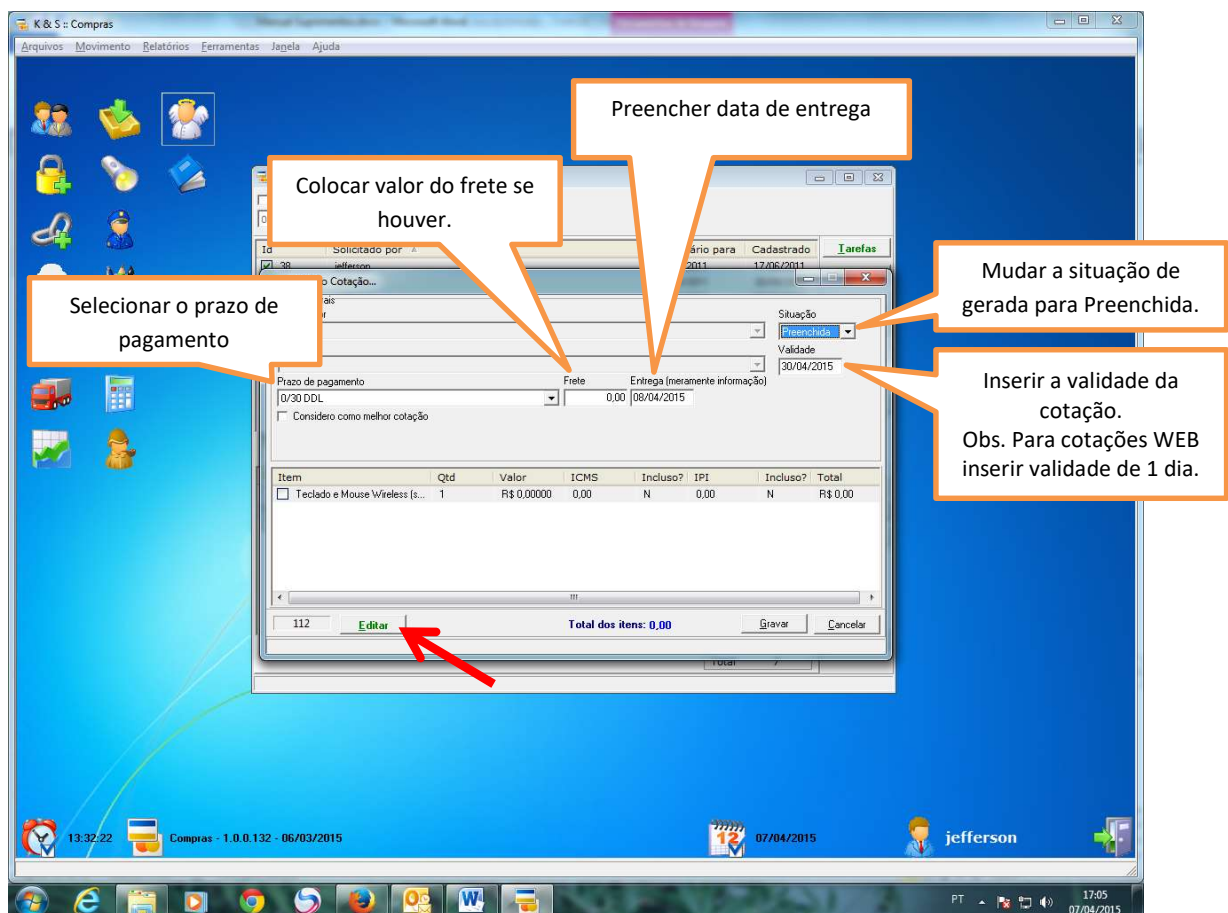 K & S :: Compras
Arquivos Movimento Relatórios Ferramentas Janela Ajuda
Preencher data de entrega
Colocar valor do frete se
houver.
Id Solicitado por ário para Cadastrado Tarefas
38 jefferson 2011 17/06/2011
Mudar a situação de
gerada para Preenchida.
o Cotação...
Selecionar o prazo de
pagamento
ais
Situação
Preenchida
Validade
30/04/2015
Inserir a validade da
cotação.
Obs. Para cotações WEB
inserir validade de 1 dia.
Prazo de pagamento Frete Entrega (meramente informação)
0/30 DDL 0,00 08/04/2015
Considero como melhor cotação
Item Qtd Valor ICMS Incluso? IPI Incluso? Total
Teclado e Mouse Wireless (s... 1 R$ 0,00000 0,00 N 0,00 N R$ 0,00
112 Editar Total dos itens: 0,00 Gravar Cancelar
Total 7
13:32:22 Compras - 1.0.0.132 - 06/03/2015 12 07/04/2015 jefferson
PT 17:05
07/04/2015